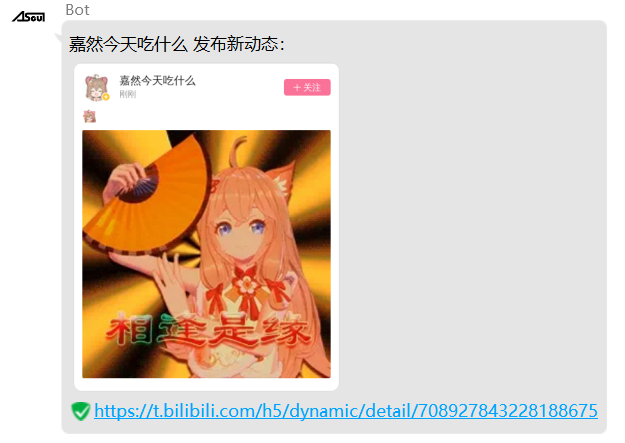 ASoul
Bot
嘉然今天吃什么 发布新动态：
嘉然今天吃什么
刚刚
＋ 关注
相逢是缘
https://t.bilibili.com/h5/dynamic/detail/708927843228188675